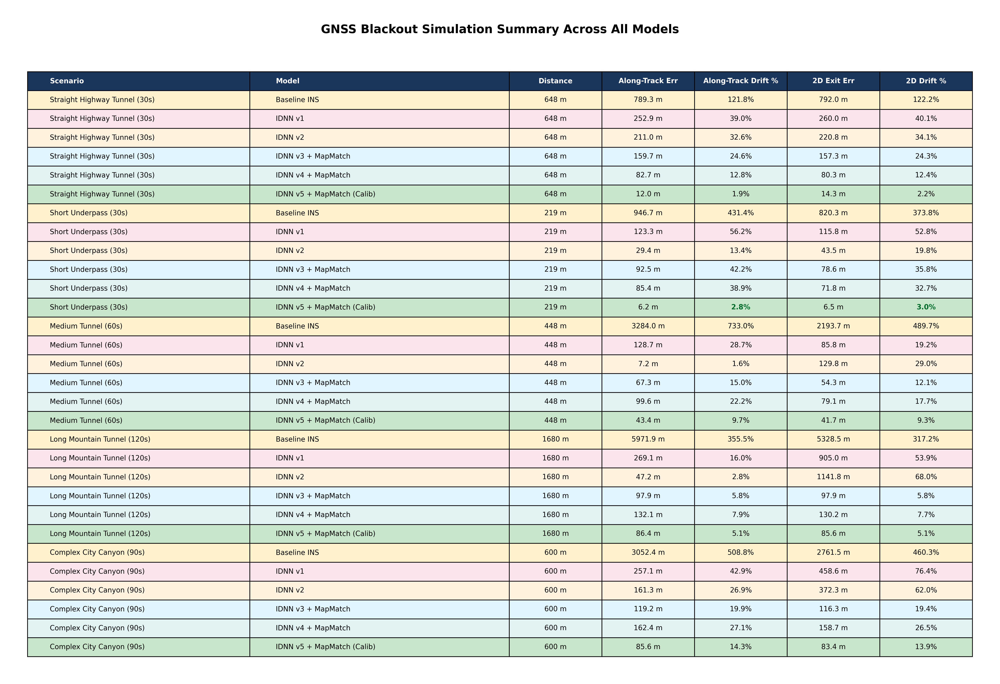 GNSS Blackout Simulation Summary Across All Models
Scenario Model Distance Along-Track Err Along-Track Drift % 2D Exit Err 2D Drift %
Straight Highway Tunnel (30s) Baseline INS 648 m 789.3 m 121.8% 792.0 m 122.2%
Straight Highway Tunnel (30s) IDNN v1 648 m 252.9 m 39.0% 260.0 m 40.1%
Straight Highway Tunnel (30s) IDNN v2 648 m 211.0 m 32.6% 220.8 m 34.1%
Straight Highway Tunnel (30s) IDNN v3 + MapMatch 648 m 159.7 m 24.6% 157.3 m 24.3%
Straight Highway Tunnel (30s) IDNN v4 + MapMatch 648 m 82.7 m 12.8% 80.3 m 12.4%
Straight Highway Tunnel (30s) IDNN v5 + MapMatch (Calib) 648 m 12.0 m 1.9% 14.3 m 2.2%
Short Underpass (30s) Baseline INS 219 m 946.7 m 431.4% 820.3 m 373.8%
Short Underpass (30s) IDNN v1 219 m 123.3 m 56.2% 115.8 m 52.8%
Short Underpass (30s) IDNN v2 219 m 29.4 m 13.4% 43.5 m 19.8%
Short Underpass (30s) IDNN v3 + MapMatch 219 m 92.5 m 42.2% 78.6 m 35.8%
Short Underpass (30s) IDNN v4 + MapMatch 219 m 85.4 m 38.9% 71.8 m 32.7%
Short Underpass (30s) IDNN v5 + MapMatch (Calib) 219 m 6.2 m 2.8% 6.5 m 3.0%
Medium Tunnel (60s) Baseline INS 448 m 3284.0 m 733.0% 2193.7 m 489.7%
Medium Tunnel (60s) IDNN v1 448 m 128.7 m 28.7% 85.8 m 19.2%
Medium Tunnel (60s) IDNN v2 448 m 7.2 m 1.6% 129.8 m 29.0%
Medium Tunnel (60s) IDNN v3 + MapMatch 448 m 67.3 m 15.0% 54.3 m 12.1%
Medium Tunnel (60s) IDNN v4 + MapMatch 448 m 99.6 m 22.2% 79.1 m 17.7%
Medium Tunnel (60s) IDNN v5 + MapMatch (Calib) 448 m 43.4 m 9.7% 41.7 m 9.3%
Long Mountain Tunnel (120s) Baseline INS 1680 m 5971.9 m 355.5% 5328.5 m 317.2%
Long Mountain Tunnel (120s) IDNN v1 1680 m 269.1 m 16.0% 905.0 m 53.9%
Long Mountain Tunnel (120s) IDNN v2 1680 m 47.2 m 2.8% 1141.8 m 68.0%
Long Mountain Tunnel (120s) IDNN v3 + MapMatch 1680 m 97.9 m 5.8% 97.9 m 5.8%
Long Mountain Tunnel (120s) IDNN v4 + MapMatch 1680 m 132.1 m 7.9% 130.2 m 7.7%
Long Mountain Tunnel (120s) IDNN v5 + MapMatch (Calib) 1680 m 86.4 m 5.1% 85.6 m 5.1%
Complex City Canyon (90s) Baseline INS 600 m 3052.4 m 508.8% 2761.5 m 460.3%
Complex City Canyon (90s) IDNN v1 600 m 257.1 m 42.9% 458.6 m 76.4%
Complex City Canyon (90s) IDNN v2 600 m 161.3 m 26.9% 372.3 m 62.0%
Complex City Canyon (90s) IDNN v3 + MapMatch 600 m 119.2 m 19.9% 116.3 m 19.4%
Complex City Canyon (90s) IDNN v4 + MapMatch 600 m 162.4 m 27.1% 158.7 m 26.5%
Complex City Canyon (90s) IDNN v5 + MapMatch (Calib) 600 m 85.6 m 14.3% 83.4 m 13.9%